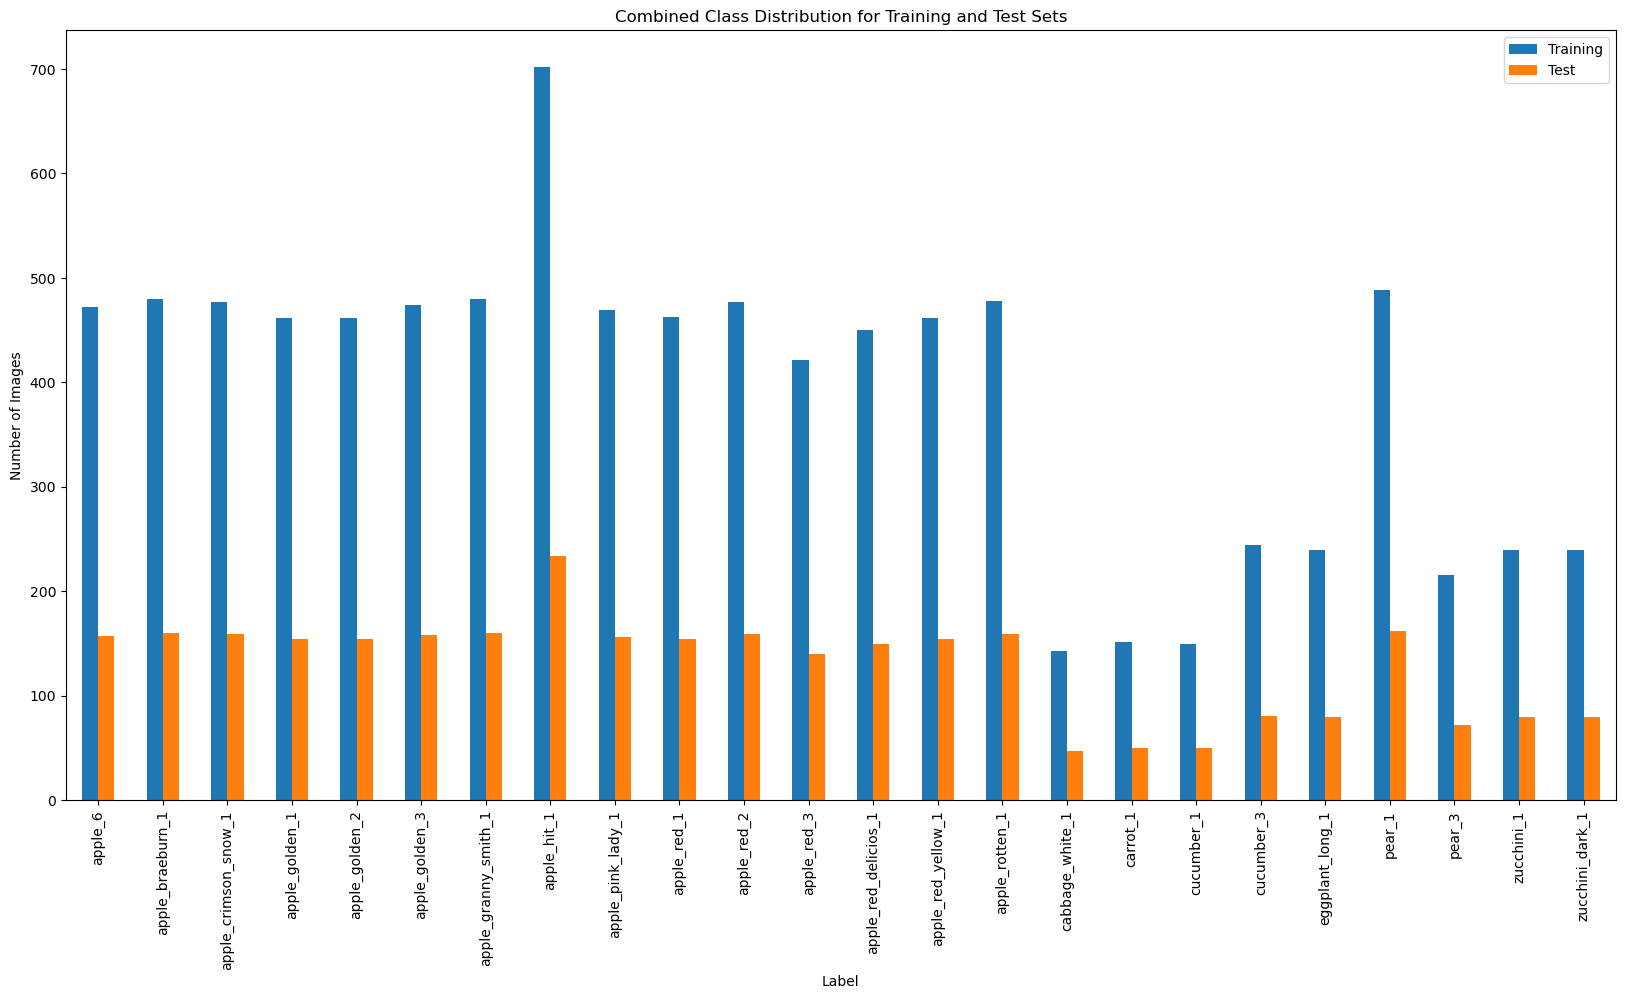 Combined Class Distribution for Training and Test Sets
Training
Test
Number of Images
700
600
500
400
300
200
100
0
apple_6
apple_braeburn_1
apple_crimson_snow_1
apple_golden_1
apple_golden_2
apple_golden_3
apple_granny_smith_1
apple_hit_1
apple_pink_lady_1
apple_red_1
apple_red_2
apple_red_3
apple_red_delicios_1
apple_red_yellow_1
apple_rotten_1
cabbage_white_1
carrot_1
cucumber_1
cucumber_3
eggplant_long_1
pear_1
pear_3
zucchini_1
zucchini_dark_1
Label